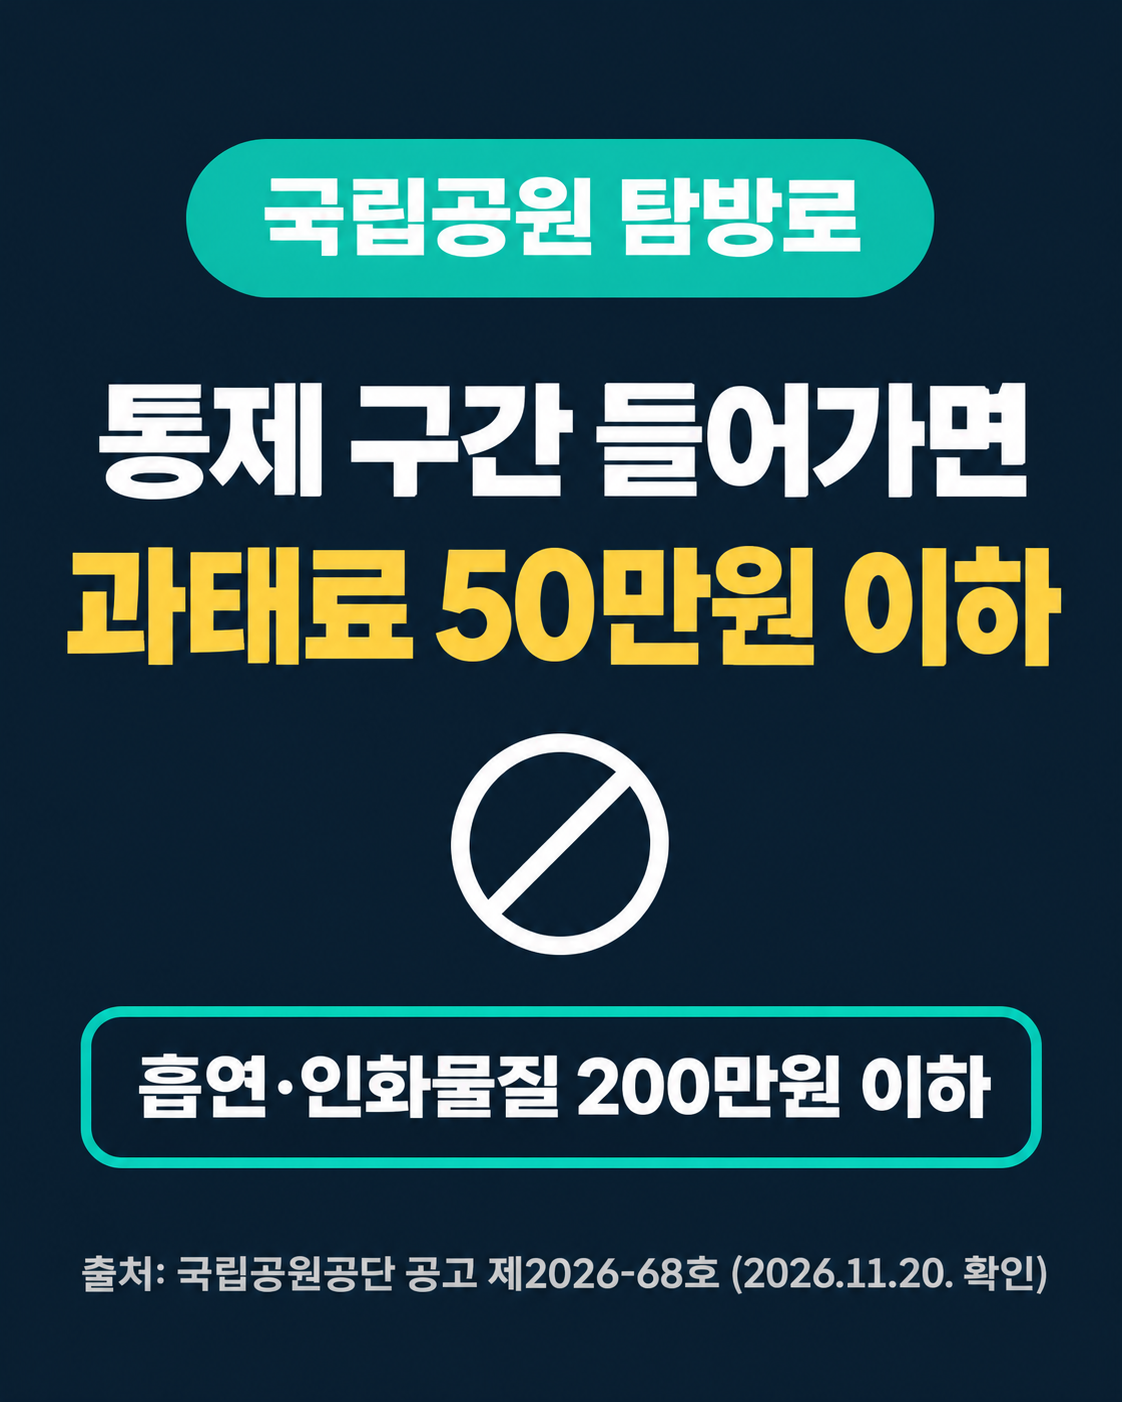 국립공원 탐방로
통제 구간 들어가면
과태료 50만원 이하
흡연·인화물질 200만원 이하
출처: 국립공원공단 공고 제2026-68호 (2026.11.20. 확인)